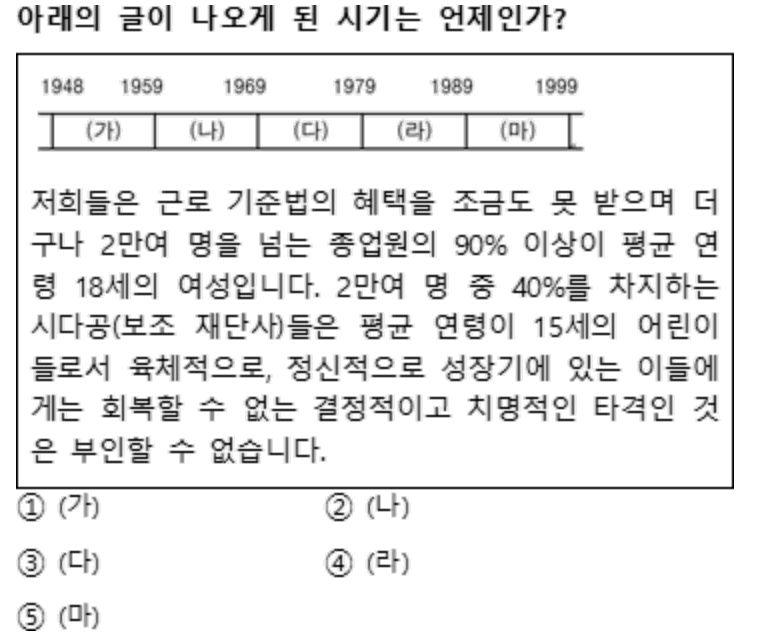 아래의 글이 나오게 된 시기는 언제인가?
1948 1959 1969 1979 1989 1999
(가) (나) (다) (라) (마)
저희들은 근로 기준법의 혜택을 조금도 못 받으며 더
구나 2만여 명을 넘는 종업원의 90% 이상이 평균 연
령 18세의 여성입니다. 2만여 명 중 40%를 차지하는
시다공(보조 재단사)들은 평균 연령이 15세의 어린이
들로서 육체적으로, 정신적으로 성장기에 있는 이들에
게는 회복할 수 없는 결정적이고 치명적인 타격인 것
은 부인할 수 없습니다.
① (가) ② (나)
③ (다) ④ (라)
⑤ (마)